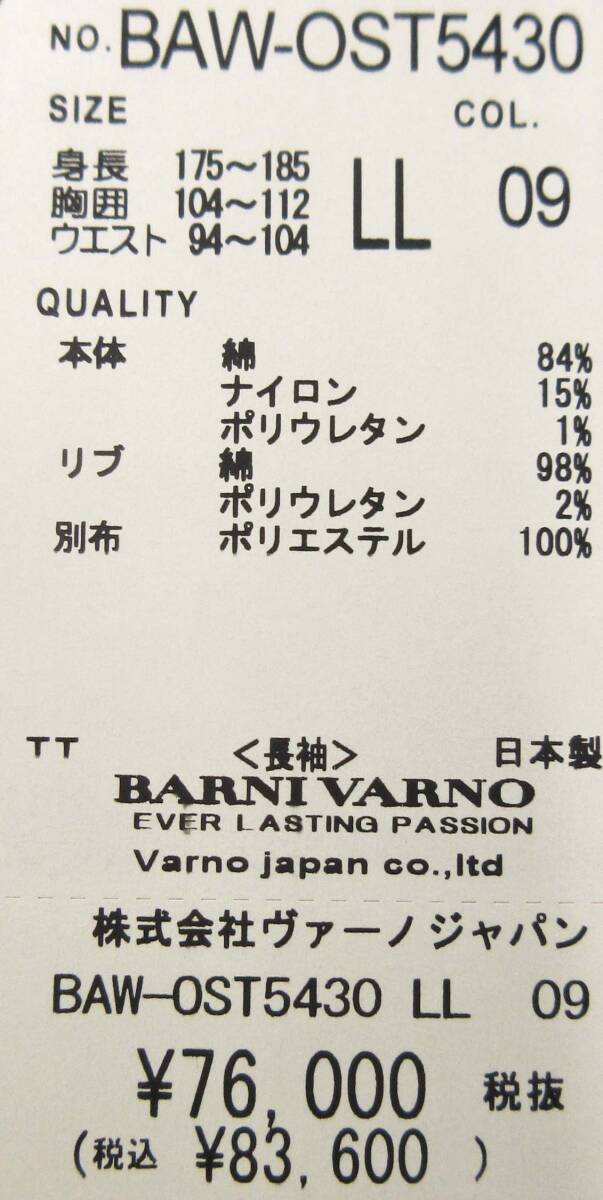 NO. BAW-OST5430
SIZE COL.
身長 175～185 LL 09
胸囲 104～112
ウエスト 94～104
QUALITY
本体 綿 84%
ナイロン 15%
ポリウレタン 1%
リブ 綿 98%
ポリウレタン 2%
別布 ポリエステル 100%
TT <長袖> 日本製
BARNI VARNO
EVER LASTING PASSION
Varno japan co.,ltd
株式会社ヴァーノジャパン
BAW-OST5430 LL 09
¥76,000 税抜
(税込 ¥83,600 )